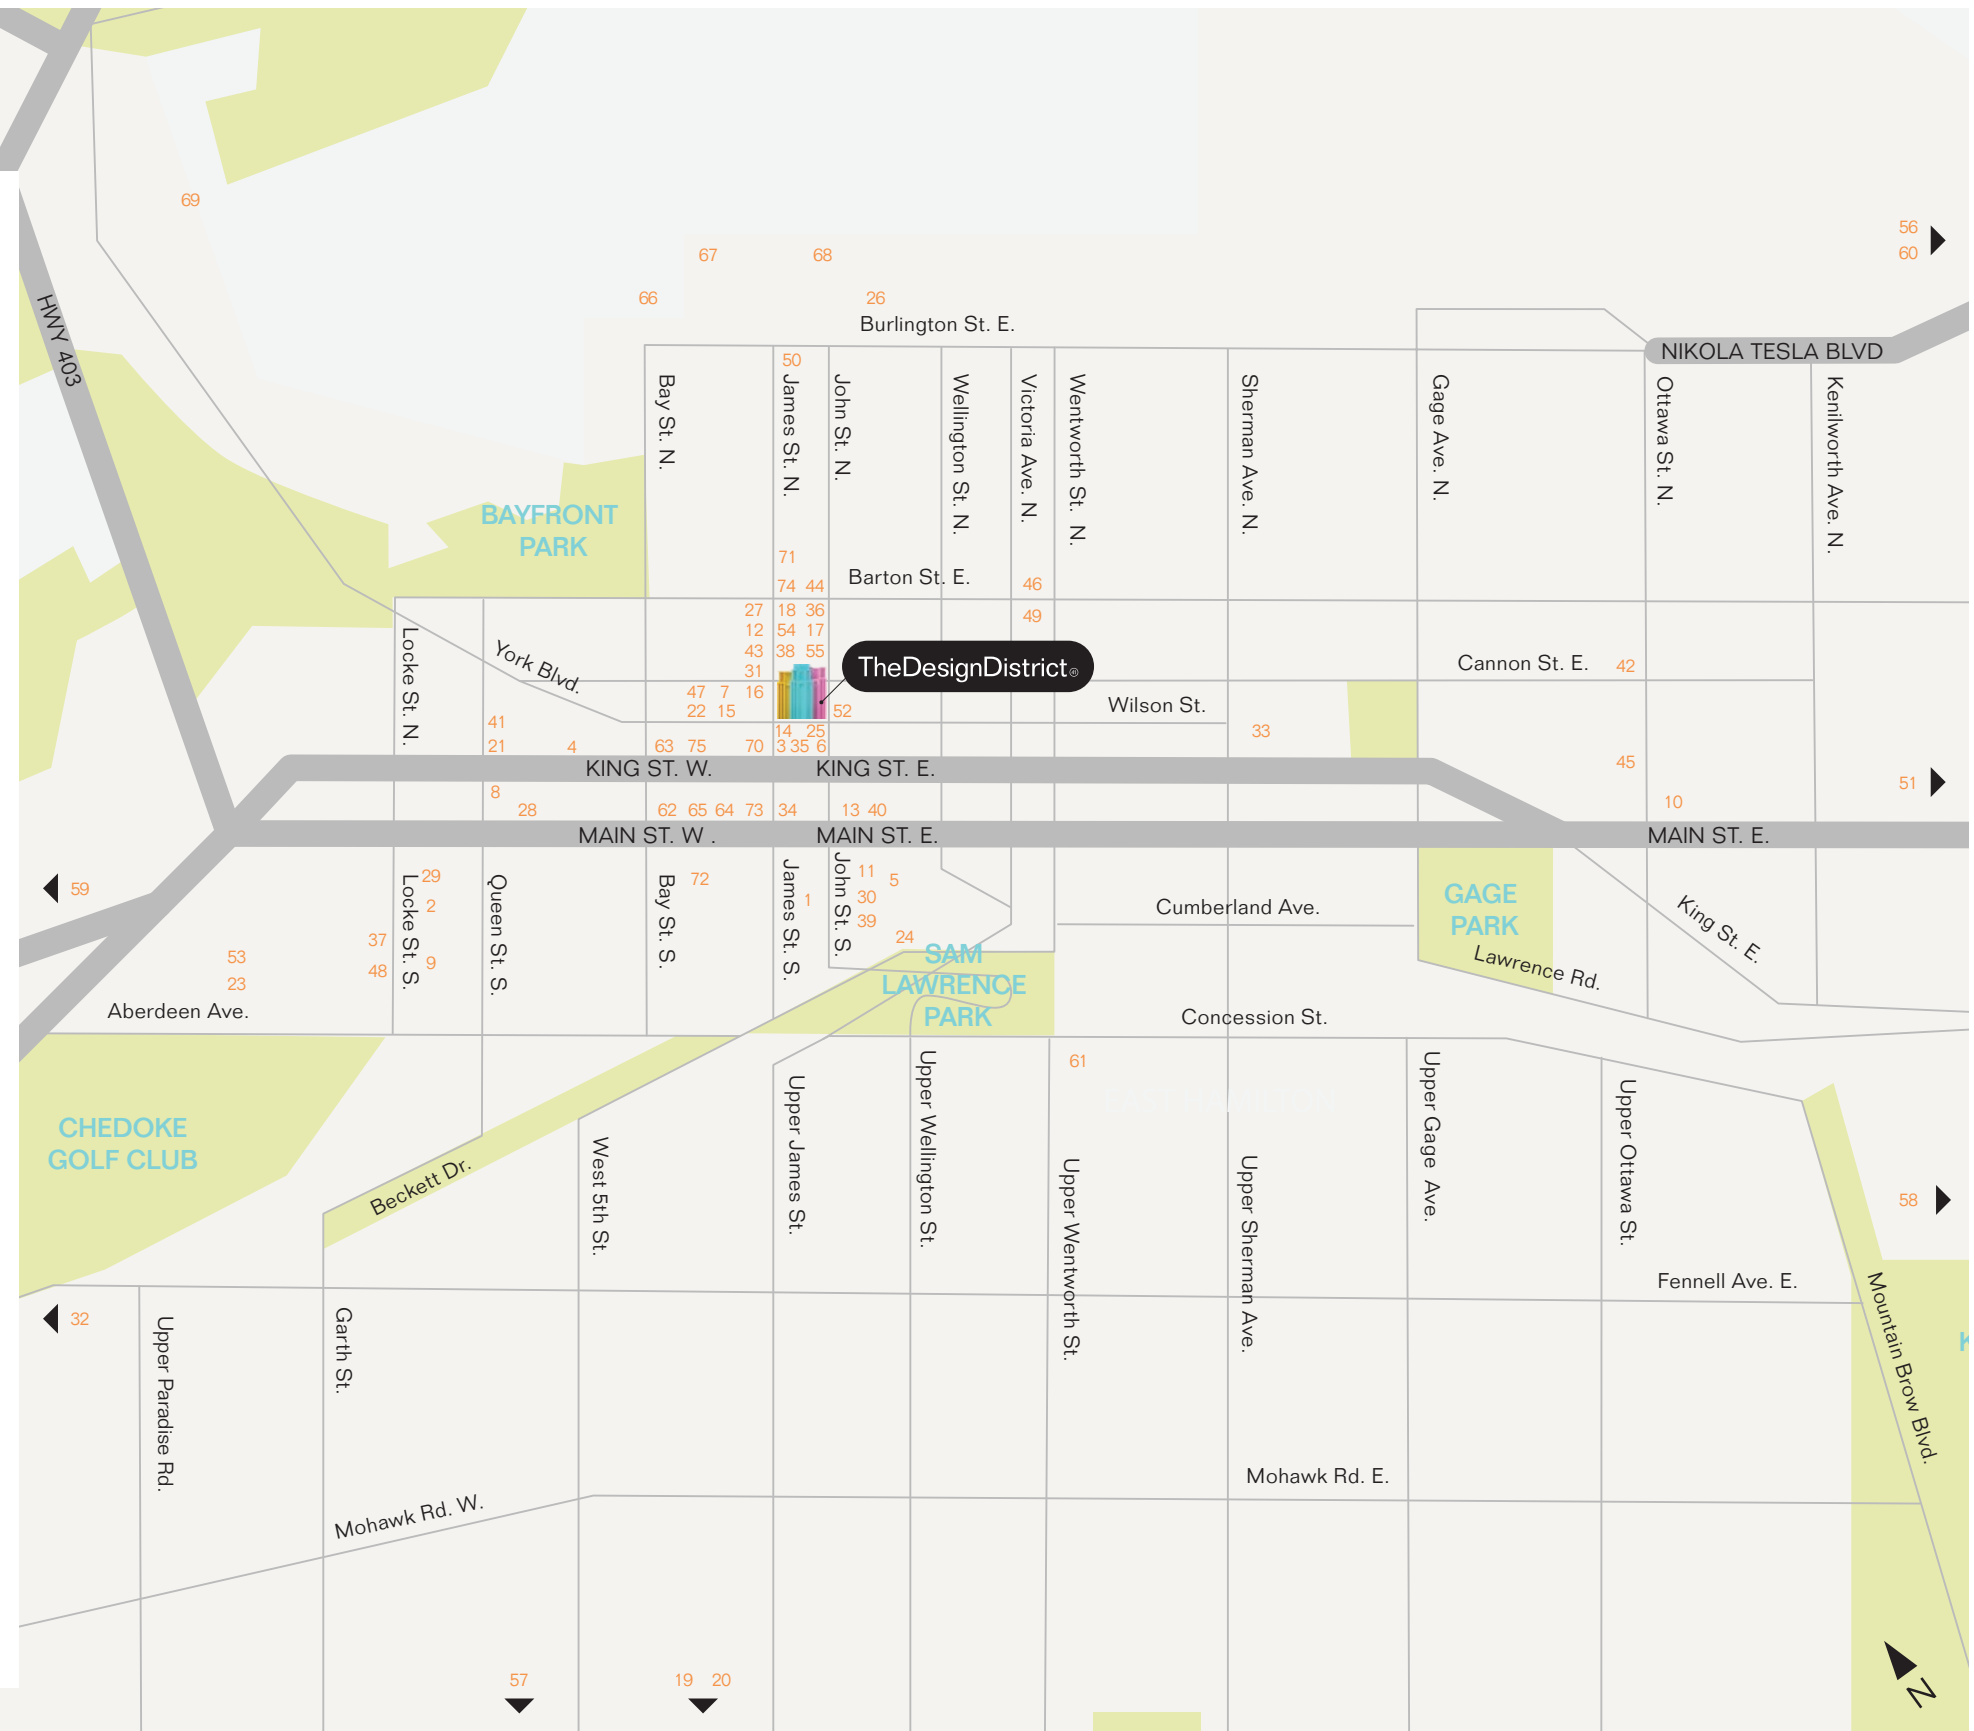 69
56
60
67
68
66
26
Burlington St. E.
HWY 403
NIKOLA TESLA BLVD
50
Bay St. N.
James St. N.
John St. N.
Wellington St. N.
Victoria Ave. N.
Wentworth St. N.
Sherman Ave. N.
Gage Ave. N.
Ottawa St. N.
Kenilworth Ave. N.
BAYFRONT
PARK
71
Barton St. E.
74 44
46
27 18 36
49
12 54 17
43 38 55
31
Locke St. N.
York Blvd.
TheDesignDistrict®
Cannon St. E.
42
47 7 16
22 15
52
Wilson St.
41
14 25
33
21
4
63 75 70 3 35 6
45
KING ST. W.
KING ST. E.
51
8
28
62 65 64 73 34 13 40
10
MAIN ST. W .
MAIN ST. E.
MAIN ST. E.
59
29
2
37
48
9
Locke St. S.
Queen St. S.
Bay St. S.
72
James St. S.
1
John St. S.
11
5
30
39
24
Cumberland Ave.
GAGE
PARK
King St. E.
Lawrence Rd.
53
23
SAM
LAWRENCE
PARK
Aberdeen Ave.
Concession St.
61
CHEDOKE
GOLF CLUB
Beckett Dr.
West 5th St.
Upper James St.
Upper Wellington St.
Upper Wentworth St.
Upper Sherman Ave.
Upper Gage Ave.
Upper Ottawa St.
58
Fennell Ave. E.
Mountain Brow Blvd.
K
32
Upper Paradise Rd.
Garth St.
Mohawk Rd. W.
Mohawk Rd. E.
57
19 20
N